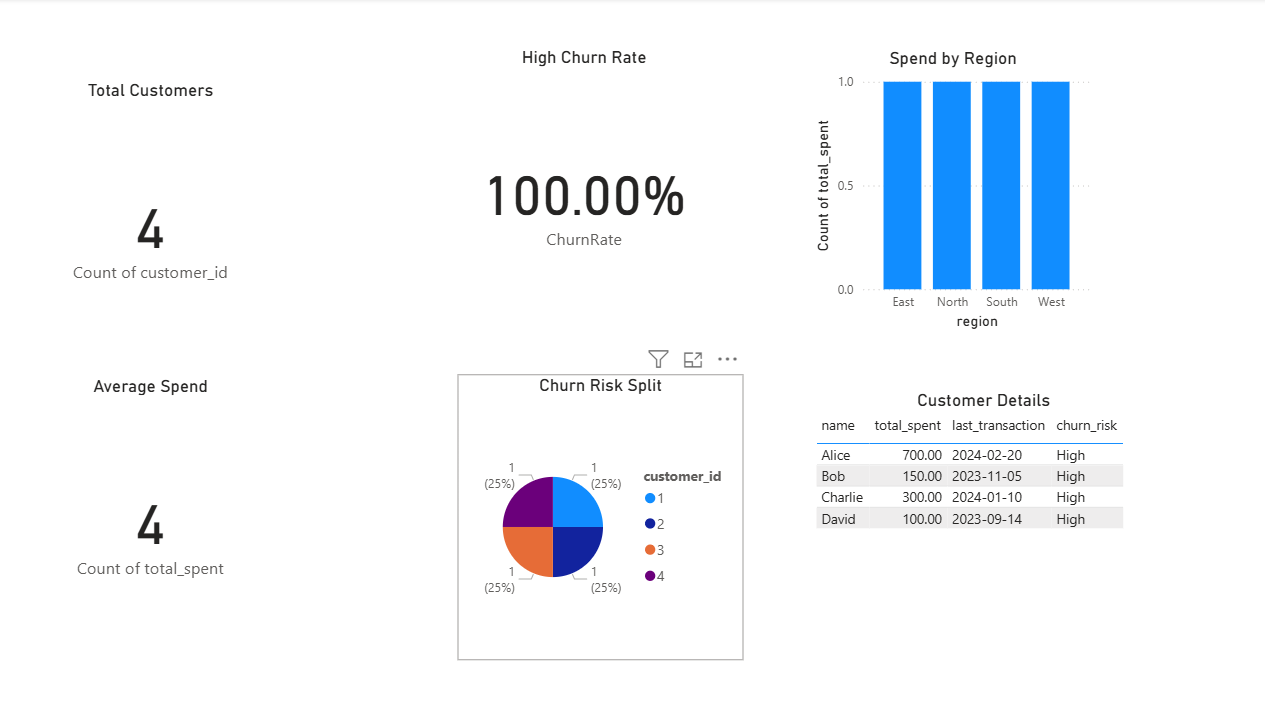 Total Customers
4
Count of customer_id
High Churn Rate
100.00%
ChurnRate
Spend by Region
Count of total_spent
1.0
0.5
0.0
East North South West
region
Average Spend
4
Count of total_spent
Churn Risk Split
1
(25%)
1
(25%)
1
(25%)
1
(25%)
customer_id
1
2
3
4
Customer Details
name total_spent last_transaction churn_risk
Alice 700.00 2024-02-20 High
Bob 150.00 2023-11-05 High
Charlie 300.00 2024-01-10 High
David 100.00 2023-09-14 High